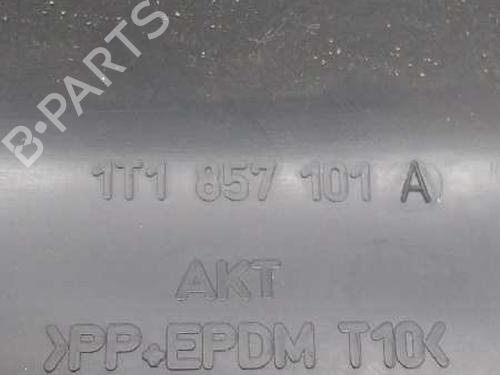 B-PARTS
1T1 857 101 A
AKT
>PP+EPDM T10<